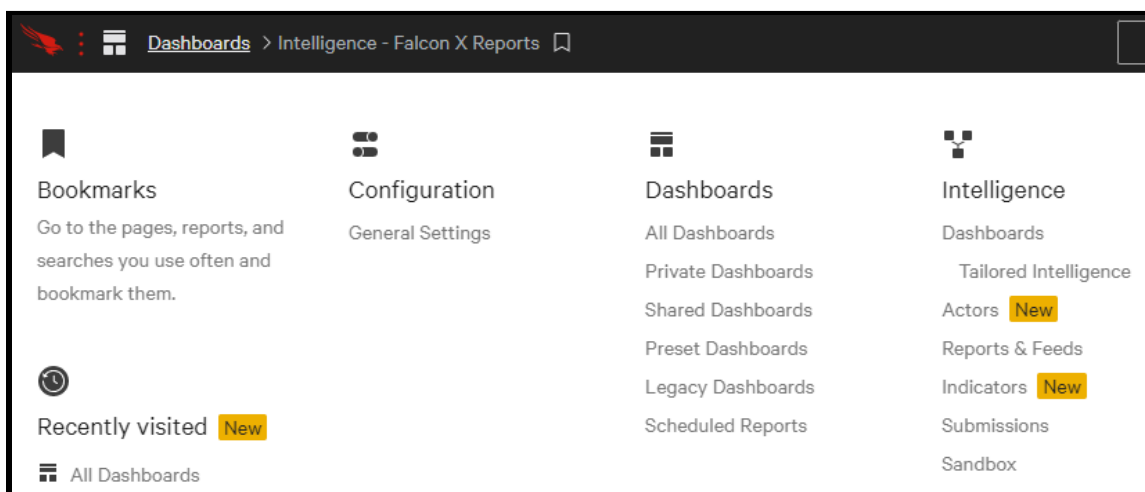 Dashboards > Intelligence - Falcon X Reports
Bookmarks
Go to the pages, reports, and
searches you use often and
bookmark them.
Recently visited New
All Dashboards
Configuration
General Settings
Dashboards
All Dashboards
Private Dashboards
Shared Dashboards
Preset Dashboards
Legacy Dashboards
Scheduled Reports
Intelligence
Dashboards
Tailored Intelligence
Actors New
Reports & Feeds
Indicators New
Submissions
Sandbox